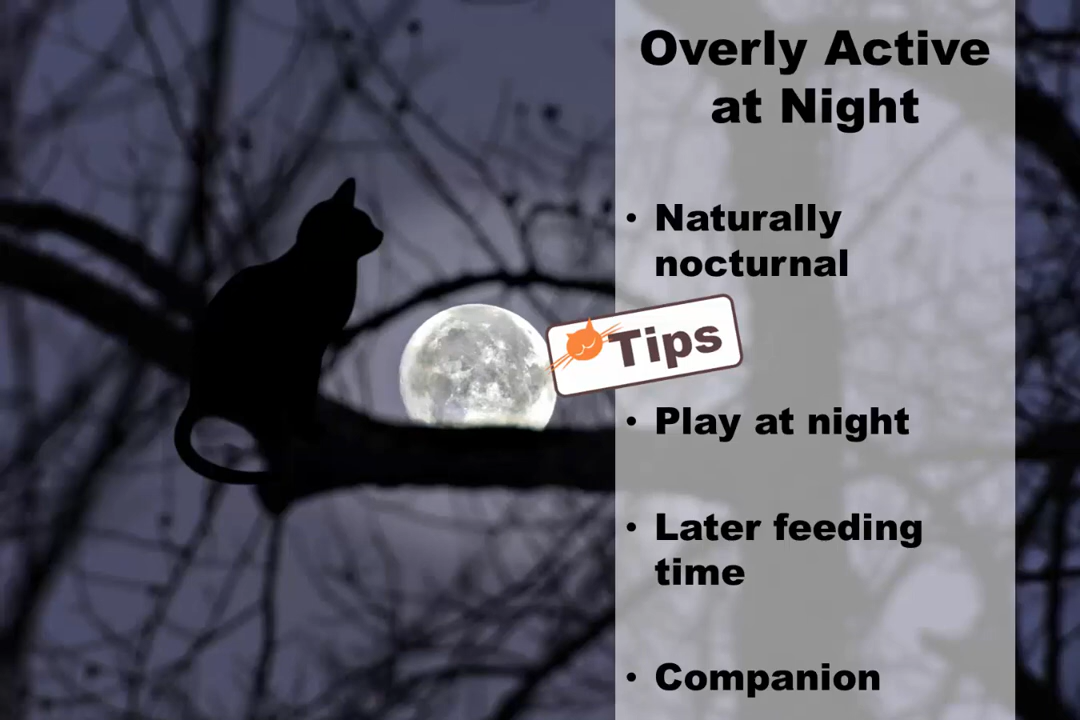 Overly Active
at Night
• Naturally
nocturnal
Tips
• Play at night
• Later feeding
time
• Companion